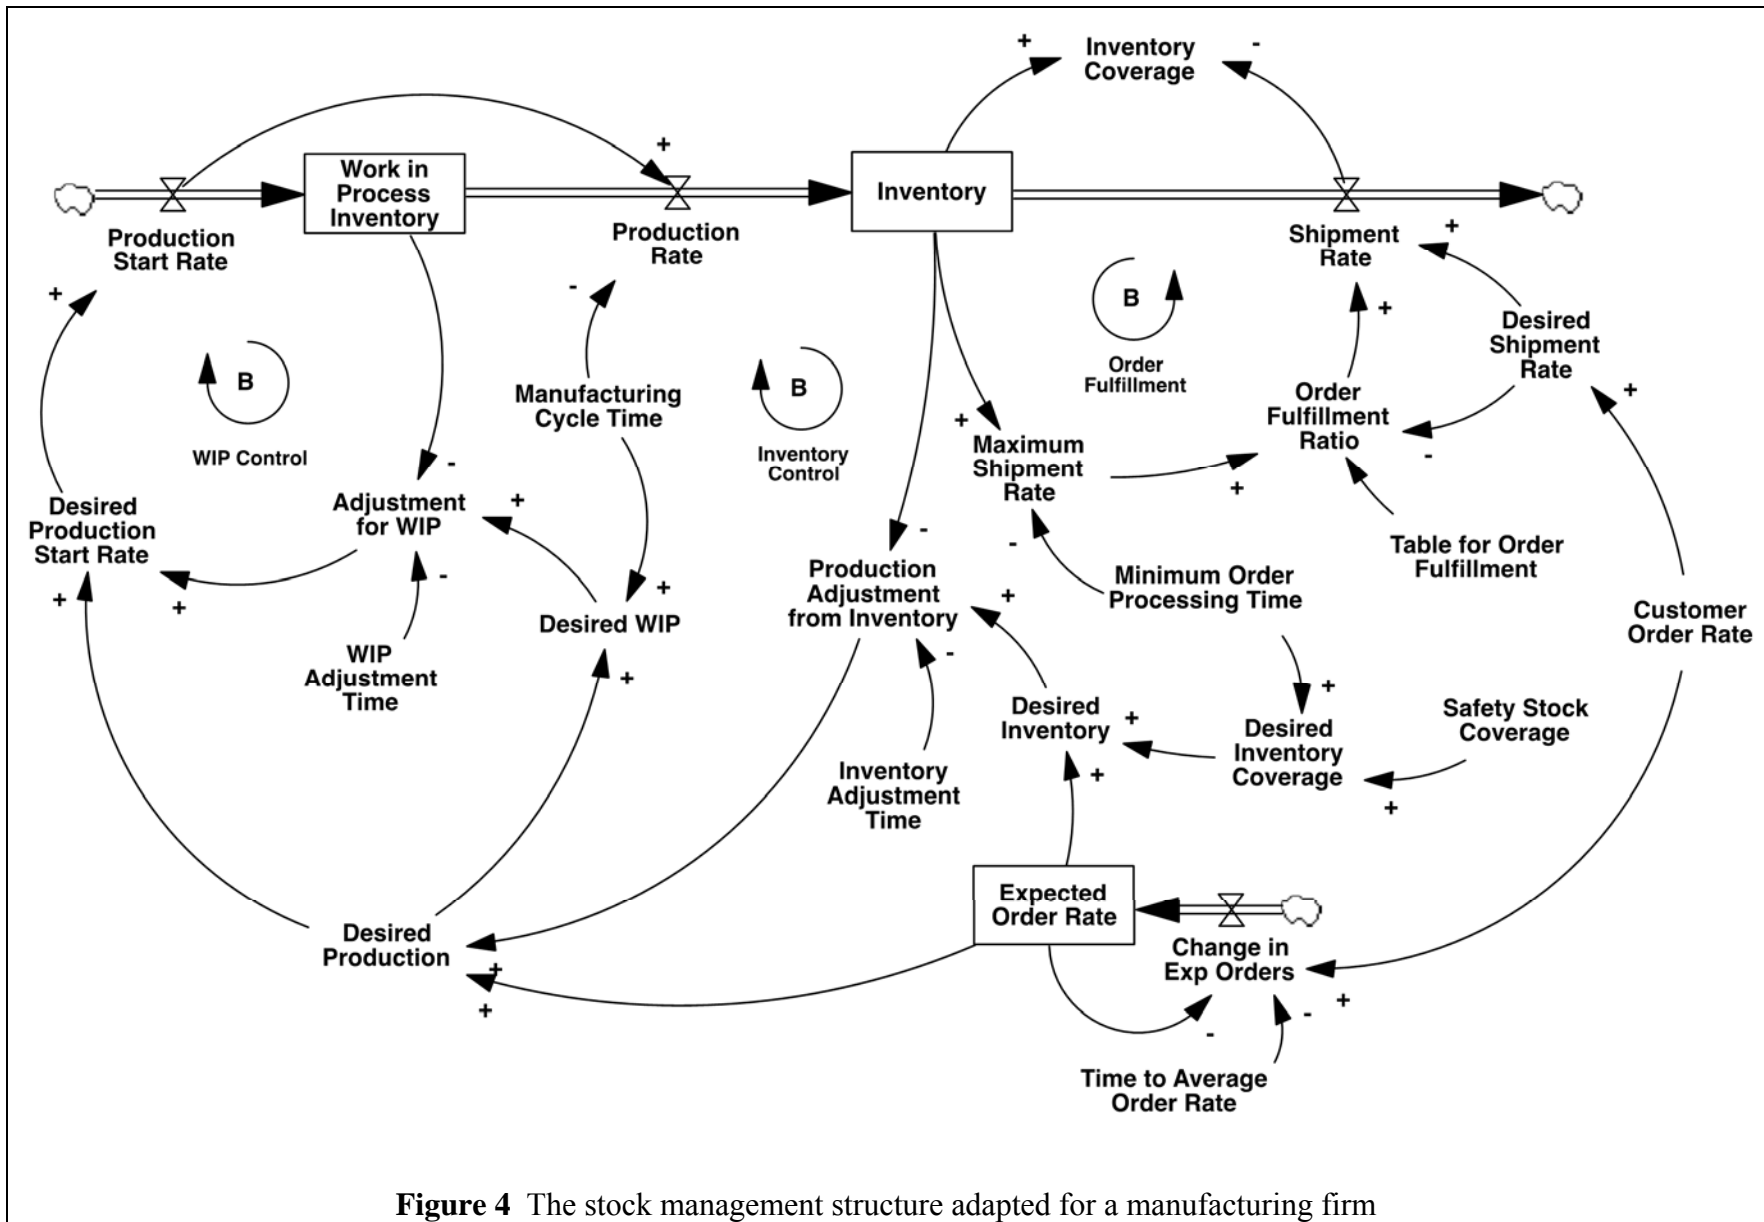 +
Inventory
Coverage
-
+
Work in
Process
Inventory
Inventory
Production
Start Rate
Production
Rate
Shipment
Rate
+
+
-
B
Order
Fulfillment
+
Desired
Shipment
Rate
B
WIP Control
Manufacturing
Cycle Time
B
Inventory
Control
+
Maximum
Shipment
Rate
Order
Fulfillment
Ratio
+
-
+
-
Desired
Production
Start Rate
Adjustment
for WIP
+
-
-
Table for Order
Fulfillment
+
+
-
+
Desired WIP
Production
Adjustment
from Inventory
+
Minimum Order
Processing Time
Customer
Order Rate
WIP
Adjustment
Time
+
-
Desired
Inventory
+
+
Desired
Inventory
Coverage
Safety Stock
Coverage
+
Inventory
Adjustment
Time
+
Expected
Order Rate
Desired
Production
+
+
Change in
Exp Orders
+
-
-
Time to Average
Order Rate
Figure 4 The stock management structure adapted for a manufacturing firm